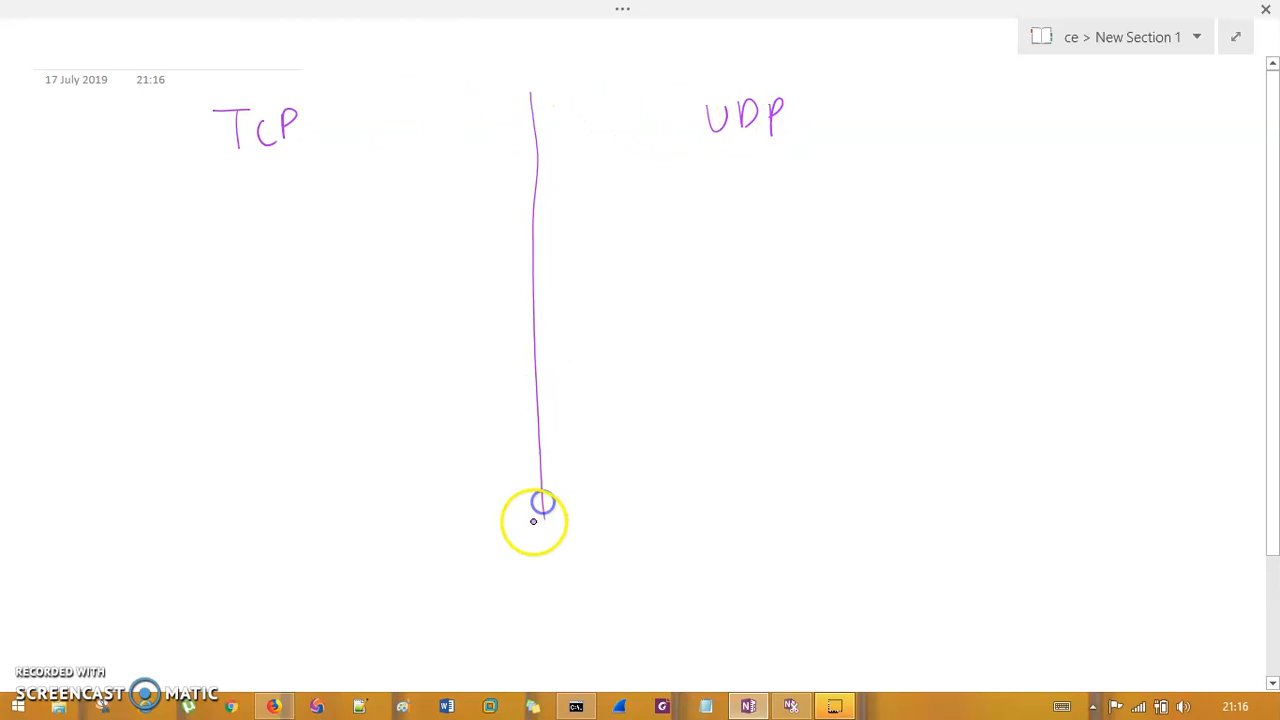 ce > New Section 1
17 July 2019 21:16
TCP
UDP
RECORDED WITH
SCREENCAST MATIC
21:16